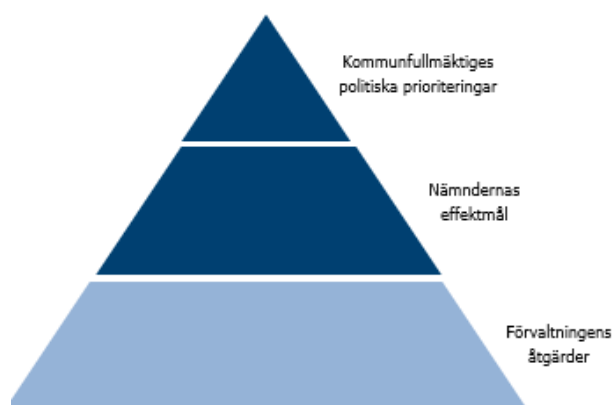 Kommunfullmäktiges
politiska prioriteringar
Nämndernas
effektmål
Förvaltningens
åtgärder